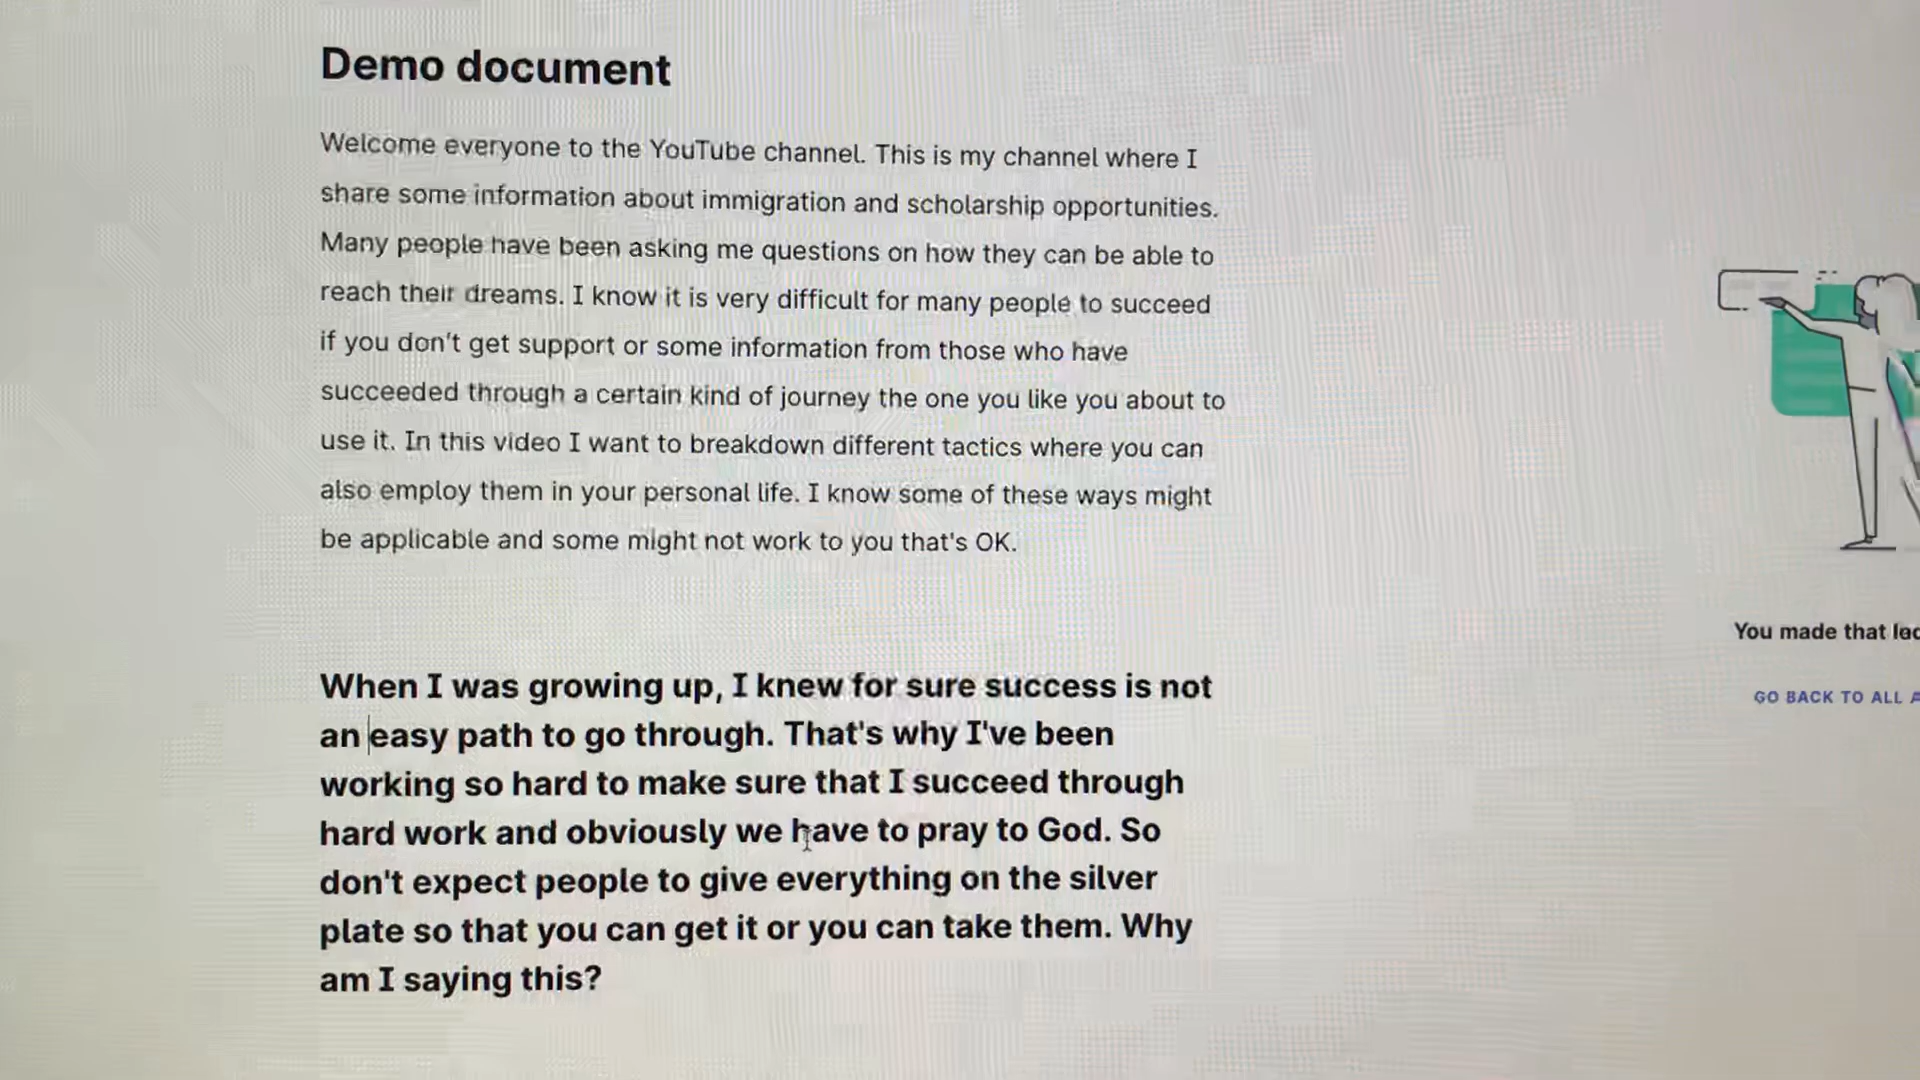 Demo document
Welcome everyone to the YouTube channel. This is my channel where I
share some information about immigration and scholarship opportunities.
Many people have been asking me questions on how they can be able to
reach their dreams. I know it is very difficult for many people to succeed
if you don't get support or some information from those who have
succeeded through a certain kind of journey the one you like you about to
use it. In this video I want to breakdown different tactics where you can
also employ them in your personal life. I know some of these ways might
be applicable and some might not work to you that's OK.
When I was growing up, I knew for sure success is not
an easy path to go through. That's why I've been
working so hard to make sure that I succeed through
hard work and obviously we have to pray to God. So
don't expect people to give everything on the silver
plate so that you can get it or you can take them. Why
am I saying this?
You made that
GO BACK TO ALL